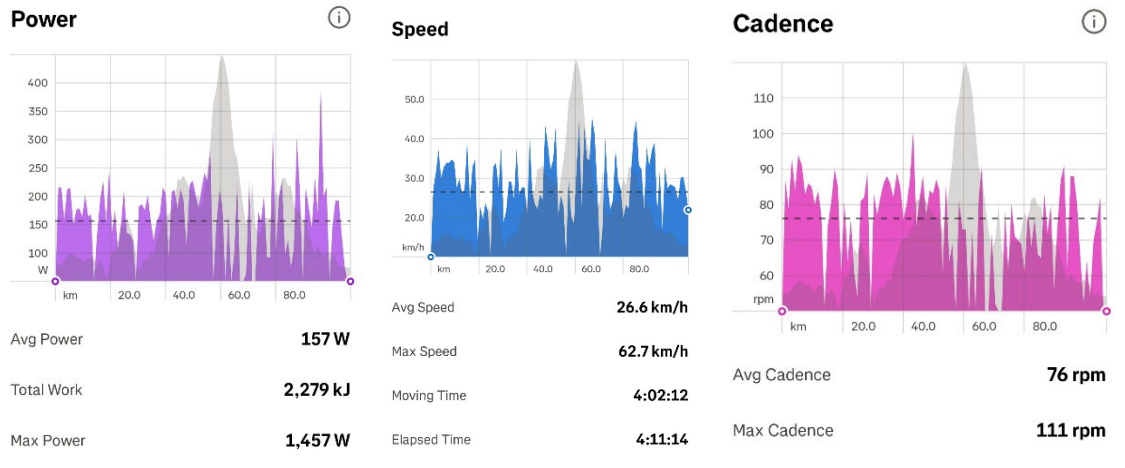 Power
400
350
300
250
200
150
100
W
km 20.0 40.0 60.0 80.0
Avg Power 157 W
Total Work 2,279 kJ
Max Power 1,457 W
Speed
50.0
40.0
30.0
20.0
km/h
km 20.0 40.0 60.0 80.0
Avg Speed 26.6 km/h
Max Speed 62.7 km/h
Moving Time 4:02:12
Elapsed Time 4:11:14
Cadence
110
100
90
80
70
60
rpm
km 20.0 40.0 60.0 80.0
Avg Cadence 76 rpm
Max Cadence 111 rpm